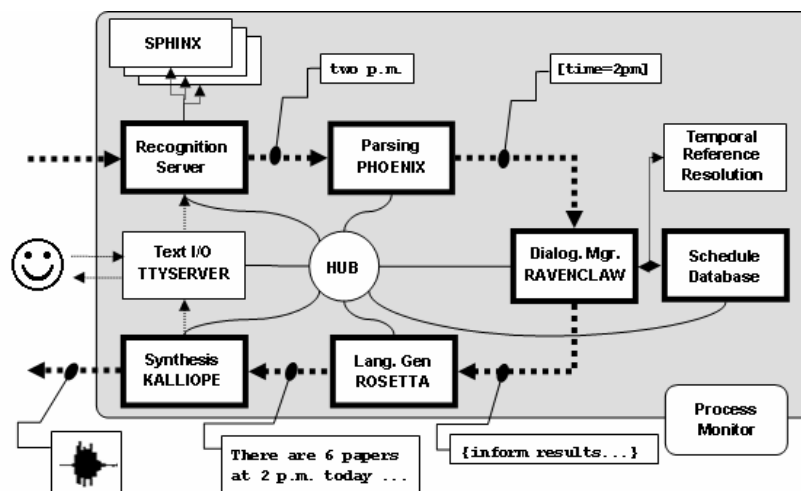 SPHINX
two p.m.
[time=2pm]
Recognition
Server
Parsing
PHOENIX
Temporal
Reference
Resolution
Text I/O
TTYSERVER
HUB
Dialog. Mgr.
RAVENCLAW
Schedule
Database
Synthesis
KALLIOPE
Lang. Gen
ROSETTA
Process
Monitor
There are 6 papers
at 2 p.m. today ...
{inform results...}